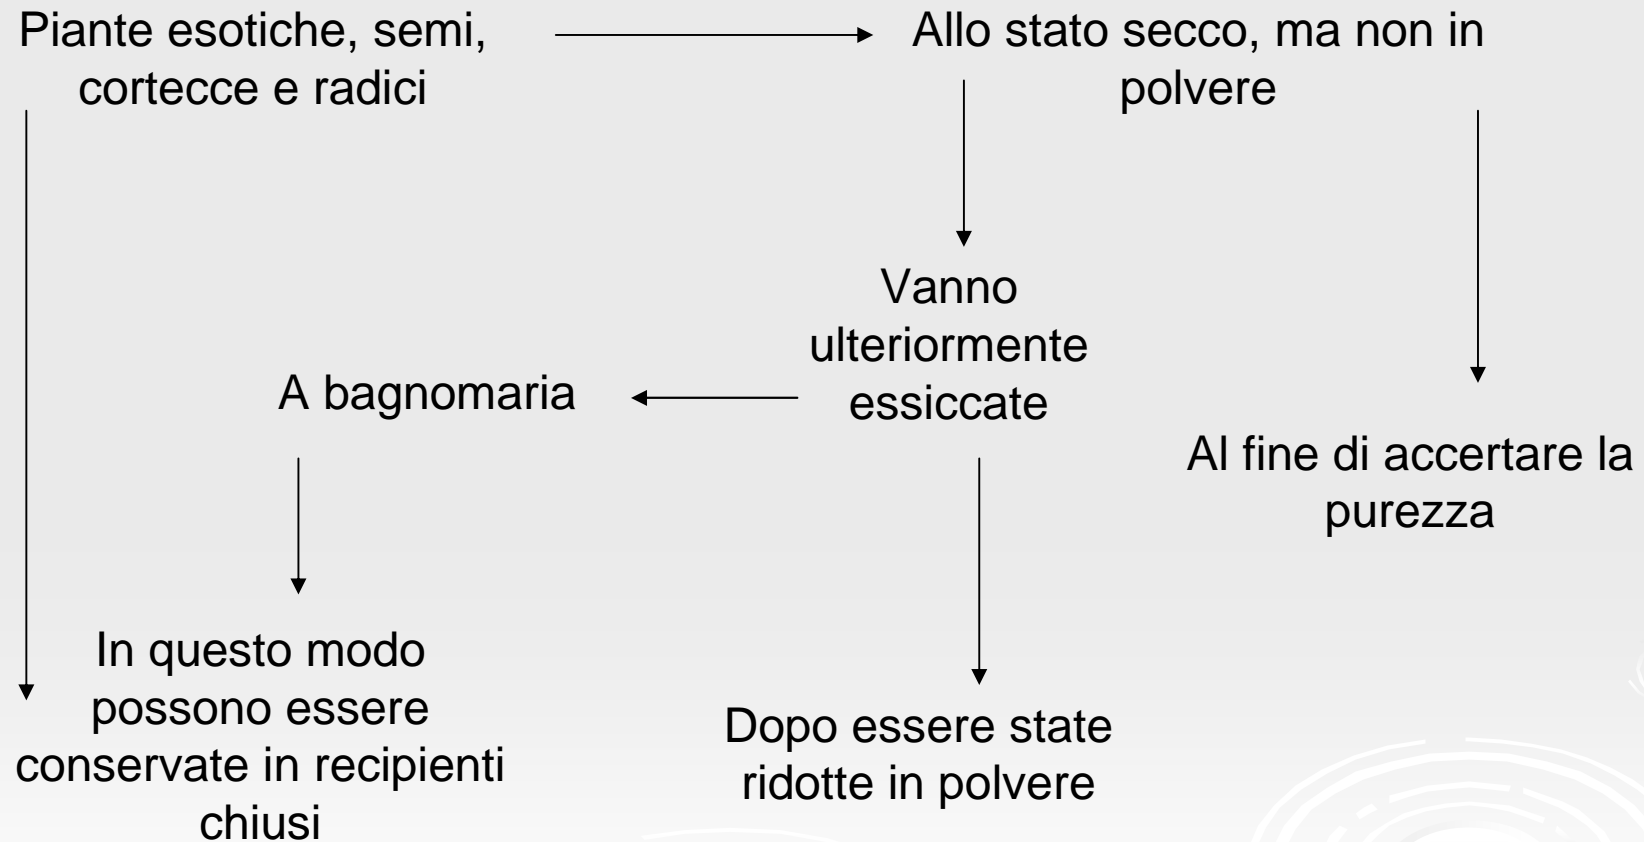 Piante esotiche, semi,
cortecce e radici
Allo stato secco, ma non in
polvere
Vanno
ulteriormente
essiccate
A bagnomaria
Al fine di accertare la
purezza
In questo modo
possono essere
conservate in recipienti
chiusi
Dopo essere state
ridotte in polvere